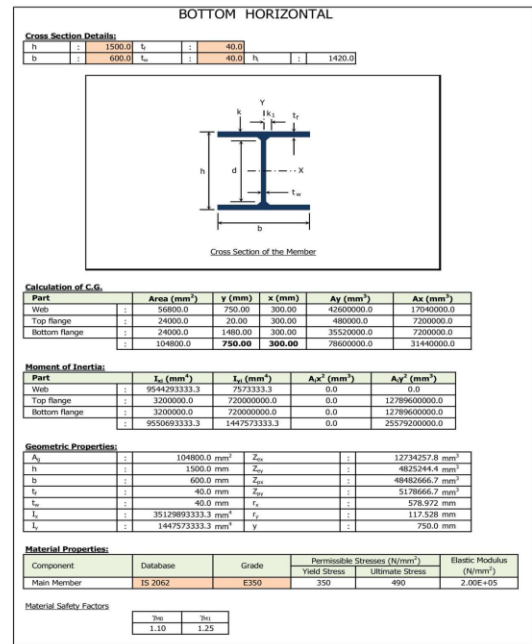 BOTTOM HORIZONTAL
Cross Section Details:
h : 1500.0 tf : 40.0
b : 600.0 tw : 40.0 hi : 1420.0
Y
k k1 tf
h d X
tw
b
Cross Section of the Member
Calculation of C.G.
Part Area (mm²) y (mm) x (mm) Ay (mm³) Ax (mm³)
Web : 56800.0 750.00 300.00 42600000.0 17040000.0
Top flange : 24000.0 20.00 300.00 480000.0 7200000.0
Bottom flange : 24000.0 1480.00 300.00 35520000.0 7200000.0
: 104800.0 750.00 300.00 78600000.0 31440000.0
Moment of Inertia:
Part Ixi (mm⁴) Iyi (mm⁴) Aix² (mm³) Aiy² (mm³)
Web : 9544293333.3 7573333.3 0.0 0.0
Top flange : 3200000.0 720000000.0 0.0 12789600000.0
Bottom flange : 3200000.0 720000000.0 0.0 12789600000.0
: 9550693333.3 1447573333.3 0.0 25579200000.0
Geometric Properties:
Ag : 104800.0 mm² Zex : 12734257.8 mm³
h : 1500.0 mm Zey : 4825244.4 mm³
b : 600.0 mm Zpx : 48482666.7 mm³
tf : 40.0 mm Zpy : 5178666.7 mm³
tw : 40.0 mm rx : 578.972 mm
Ix : 35129893333.3 mm⁴ ry : 117.528 mm
Iy : 1447573333.3 mm⁴ y : 750.0 mm
Material Properties:
Component Database Grade Permissible Stresses (N/mm²) Elastic Modulus (N/mm²)
Yield Stress Ultimate Stress
Main Member IS 2062 E350 350 490 2.00E+05
Material Safety Factors
γM0 γM1
1.10 1.25